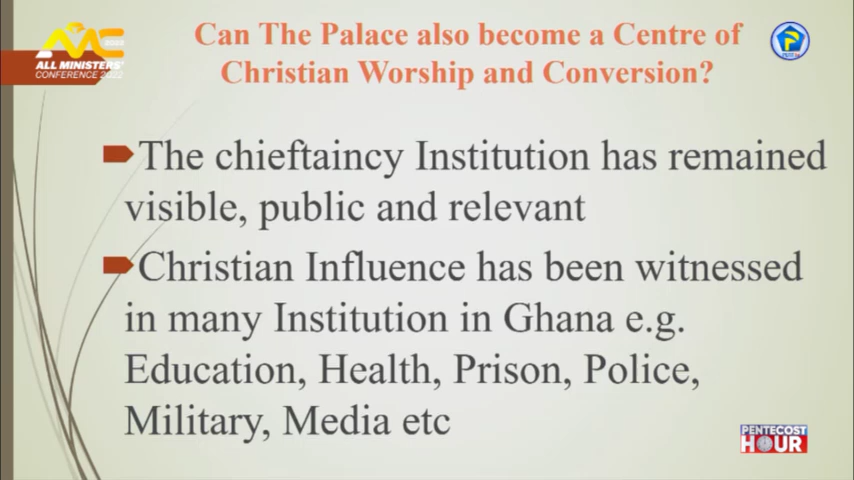 Can The Palace also become a Centre of
Christian Worship and Conversion?
ALL MINISTERS'
CONFERENCE 2022
The chieftaincy Institution has remained
visible, public and relevant
Christian Influence has been witnessed
in many Institution in Ghana e.g.
Education, Health, Prison, Police,
Military, Media etc
PENTECOST
HOUR